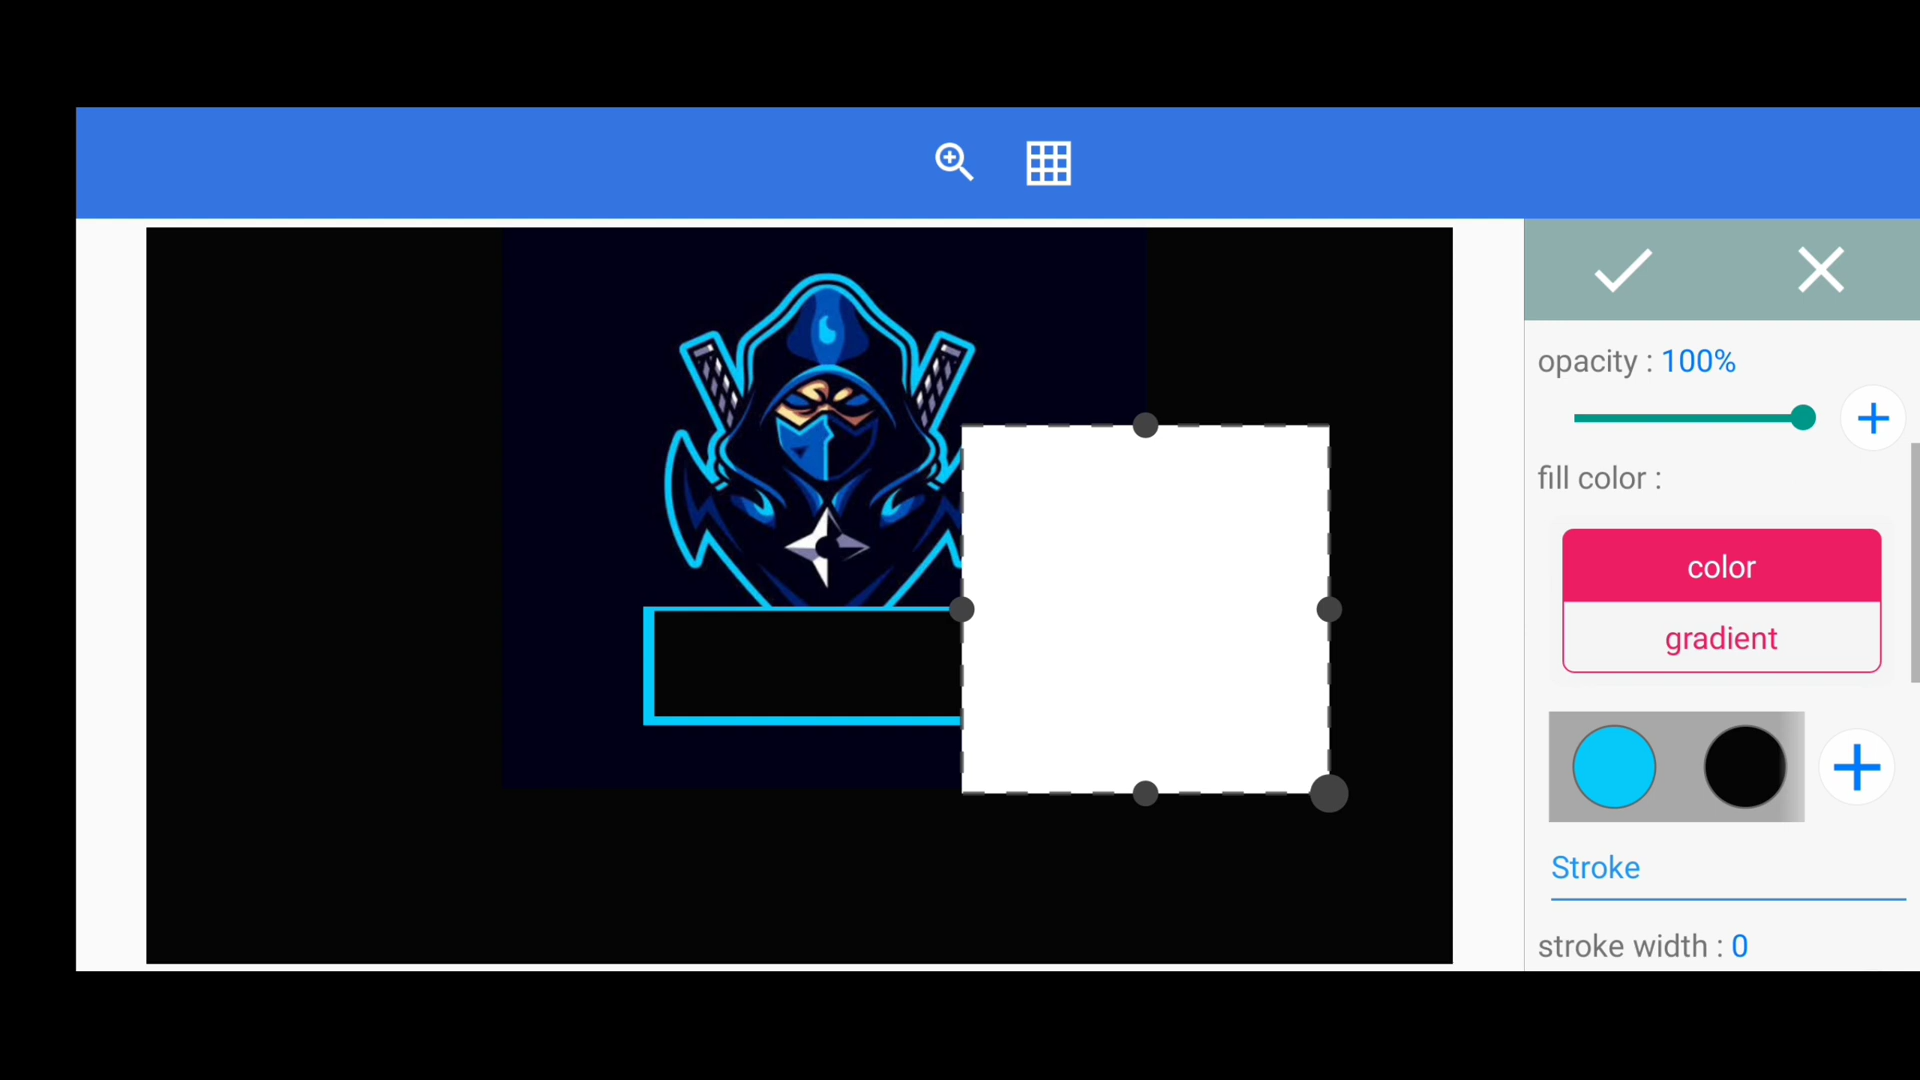 opacity : 100%
fill color :
color
gradient
Stroke
stroke width : 0